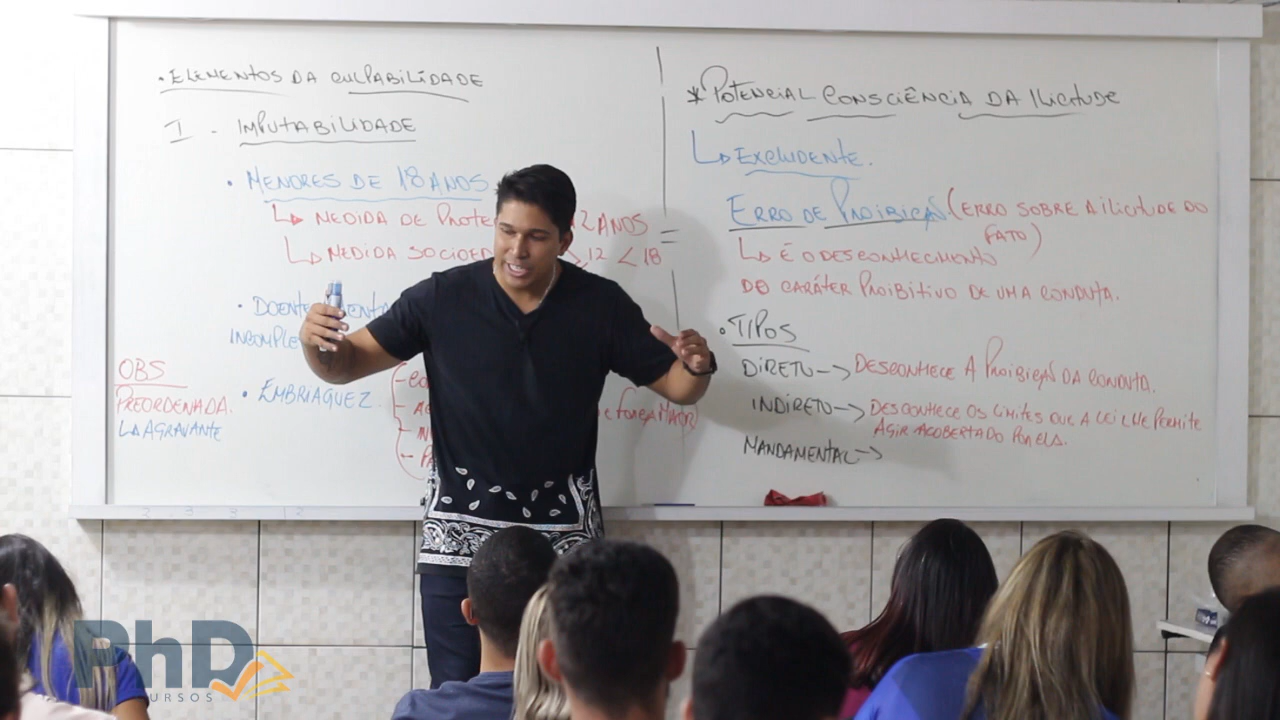 • ELEMENTOS DA CULPABILIDADE
I - IMPUTABILIDADE
• MENORES DE 18 ANOS
↳ MEDIDA DE PROTE 12 ANOS
↳ MEDIDA SOCIOED > 12 < 18
• DOENTE
INCOMPLE
OBS
PREORDENADA.
↳ AGRAVANTE
• EMBRIAGUEZ.
E FORÇA MAIOR)
* POTENCIAL CONSCIÊNCIA DA ILICITUDE
↳ EXCLUDENTE.
ERRO DE PROIBIÇÃO. (ERRO SOBRE A ILICITUDE DO
FATO)
↳ É O DESCONHECIMENTO
DO CARÁTER PROIBITIVO DE UMA CONDUTA.
• TIPOS
DIRETO -> DESCONHECE A PROIBIÇÃO DA CONDUTA.
INDIRETO -> DESCONHECE OS LIMITES QUE A LEI LHE PERMITE
AGIR ACOBERTADO POR ELA.
MANDAMENTAL ->
PhD
CURSOS